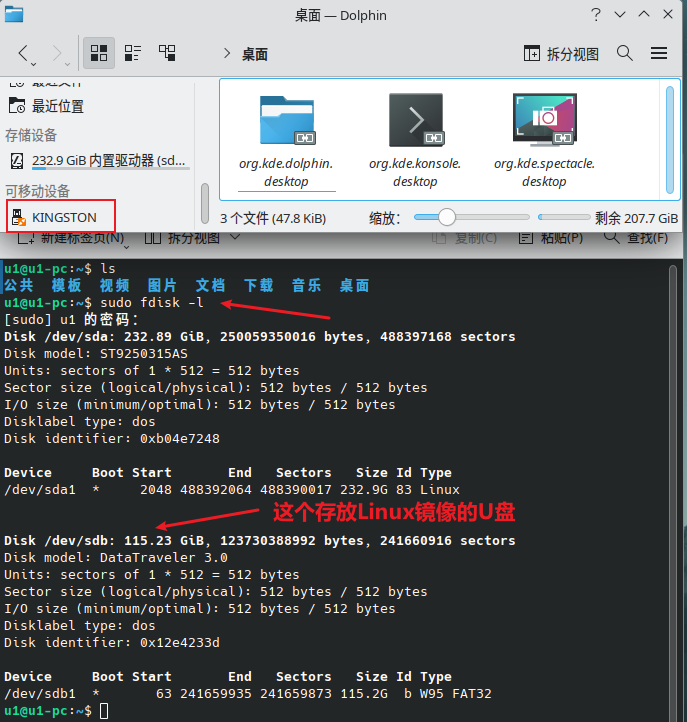 桌面 — Dolphin
桌面
拆分视图
最近文件
最近位置
存储设备
232.9 GiB 内置驱动器 (sd...
可移动设备
KINGSTON
org.kde.dolphin.
desktop
org.kde.konsole.
desktop
org.kde.spectacle.
desktop
3 个文件 (47.8 KiB)
缩放:
剩余 207.7 GiB
新建标签页(N)
拆分视图
复制(C)
粘贴(P)
查找(F)
u1@u1-pc:~$ ls
公共 模板 视频 图片 文档 下载 音乐 桌面
u1@u1-pc:~$ sudo fdisk -l
[sudo] u1 的密码:
Disk /dev/sda: 232.89 GiB, 250059350016 bytes, 488397168 sectors
Disk model: ST9250315AS
Units: sectors of 1 * 512 = 512 bytes
Sector size (logical/physical): 512 bytes / 512 bytes
I/O size (minimum/optimal): 512 bytes / 512 bytes
Disklabel type: dos
Disk identifier: 0xb04e7248
Device Boot Start End Sectors Size Id Type
/dev/sda1 * 2048 488392064 488390017 232.9G 83 Linux
这个存放Linux镜像的U盘
Disk /dev/sdb: 115.23 GiB, 123730388992 bytes, 241660916 sectors
Disk model: DataTraveler 3.0
Units: sectors of 1 * 512 = 512 bytes
Sector size (logical/physical): 512 bytes / 512 bytes
I/O size (minimum/optimal): 512 bytes / 512 bytes
Disklabel type: dos
Disk identifier: 0x12e4233d
Device Boot Start End Sectors Size Id Type
/dev/sdb1 * 63 241659935 241659873 115.2G b W95 FAT32
u1@u1-pc:~$